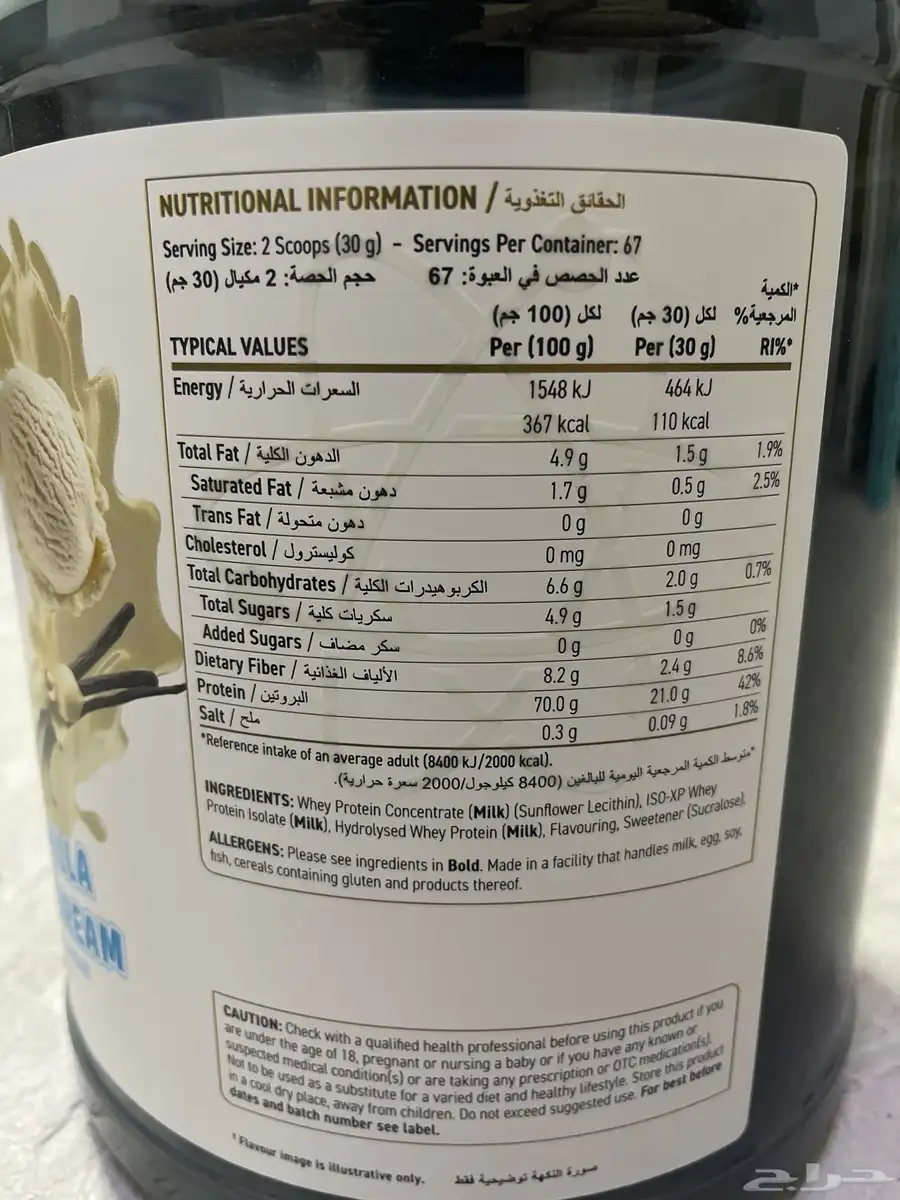 NUTRITIONAL INFORMATION / الحقائق التغذوية
Serving Size: 2 Scoops (30 g) - Servings Per Container: 67
حجم الحصة: 2 مكيال (30 جم) عدد الحصص في العبوة: 67
*الكمية
لكل (100 جم) لكل (30 جم) المرجعية%
TYPICAL VALUES Per (100 g) Per (30 g) RI%*
Energy / السعرات الحرارية 1548 kJ 464 kJ
367 kcal 110 kcal
Total Fat / الدهون الكلية 4.9 g 1.5 g 1.9%
Saturated Fat / دهون مشبعة 1.7 g 0.5 g 2.5%
Trans Fat / دهون متحولة 0 g 0 g
Cholesterol / كوليسترول 0 mg 0 mg
Total Carbohydrates / الكربوهيدرات الكلية 6.6 g 2.0 g 0.7%
Total Sugars / سكريات كلية 4.9 g 1.5 g
Added Sugars / سكر مضاف 0 g 0 g 0%
Dietary Fiber / الألياف الغذائية 8.2 g 2.4 g 8.6%
Protein / البروتين 70.0 g 21.0 g 42%
Salt / ملح 0.3 g 0.09 g 1.8%
*Reference intake of an average adult (8400 kJ/2000 kcal).
*متوسط الكمية المرجعية اليومية للبالغين (8400 كيلوجول/2000 سعرة حرارية).
INGREDIENTS: Whey Protein Concentrate (Milk) (Sunflower Lecithin), ISO-XP Whey
Protein Isolate (Milk), Hydrolysed Whey Protein (Milk), Flavouring, Sweetener (Sucralose).
ALLERGENS: Please see ingredients in Bold. Made in a facility that handles milk, egg, soy,
fish, cereals containing gluten and products thereof.
CAUTION: Check with a qualified health professional before using this product if you
are under the age of 18, pregnant or nursing a baby or if you have any known or
suspected medical condition(s) or are taking any prescription or OTC medication(s).
Not to be used as a substitute for a varied diet and healthy lifestyle. Store this product
in a cool dry place, away from children. Do not exceed suggested use. For best before
dates and batch number see label.
¹ Flavour image is illustrative only. صورة النكهة توضيحية فقط
حراج